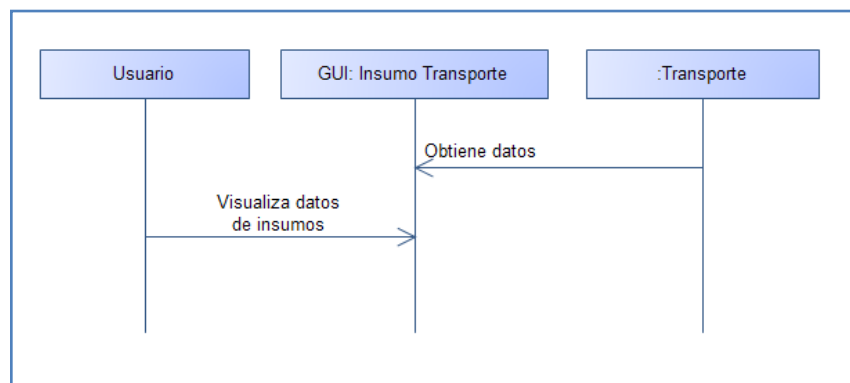 Usuario
GUI: Insumo Transporte
:Transporte
Obtiene datos
Visualiza datos
de insumos